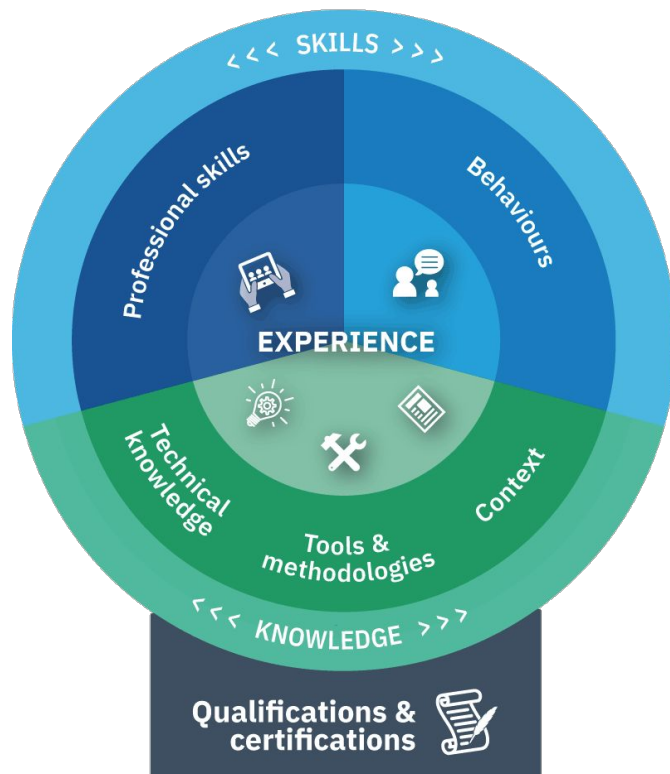 < < < SKILLS > > >
Professional skills
Behaviours
EXPERIENCE
Technical
knowledge
Tools &
methodologies
Context
< < < KNOWLEDGE > > >
Qualifications &
certifications